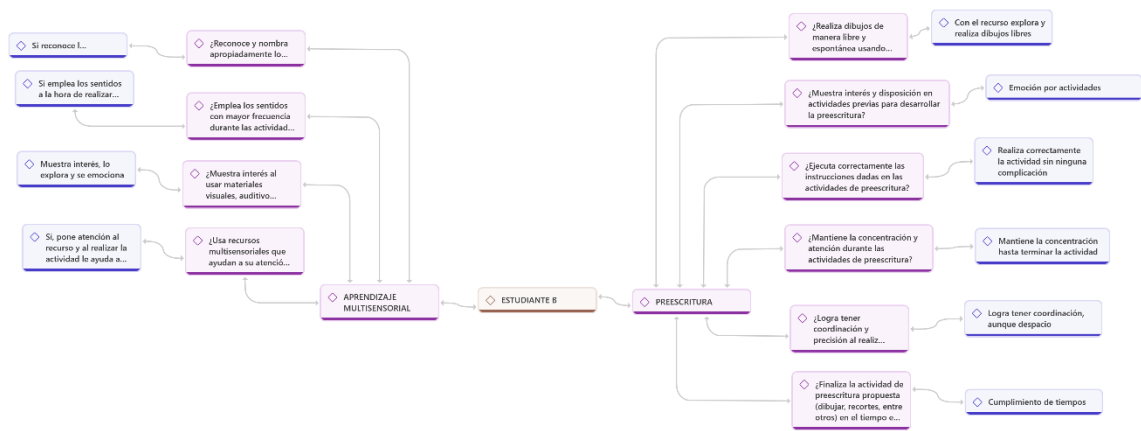 Si reconoce l...
¿Reconoce y nombra
apropiadamente lo...
Si emplea los sentidos
a la hora de realizar...
¿Emplea los sentidos
con mayor frecuencia
durante las actividad...
Muestra interés, lo
explora y se emociona
¿Muestra interés al
usar materiales
visuales, auditivo...
Sí, pone atención al
recurso y al realizar la
actividad le ayuda a...
¿Usa recursos
multisensoriales que
ayudan a su atenció...
APRENDIZAJE
MULTISENSORIAL
ESTUDIANTE B
PREESCRITURA
¿Realiza dibujos de
manera libre y
espontánea usando...
Con el recurso explora y
realiza dibujos libres
¿Muestra interés y disposición en
actividades previas para desarrollar
la preescritura?
Emoción por actividades
¿Ejecuta correctamente las
instrucciones dadas en las
actividades de preescritura?
Realiza correctamente
la actividad sin ninguna
complicación
¿Mantiene la concentración y
atención durante las
actividades de preescritura?
Mantiene la concentración
hasta terminar la actividad
¿Logra tener
coordinación y
precisión al realiz...
Logra tener coordinación,
aunque despacio
¿Finaliza la actividad de
preescritura propuesta
(dibujar, recortes, entre
otros) en el tiempo e...
Cumplimiento de tiempos